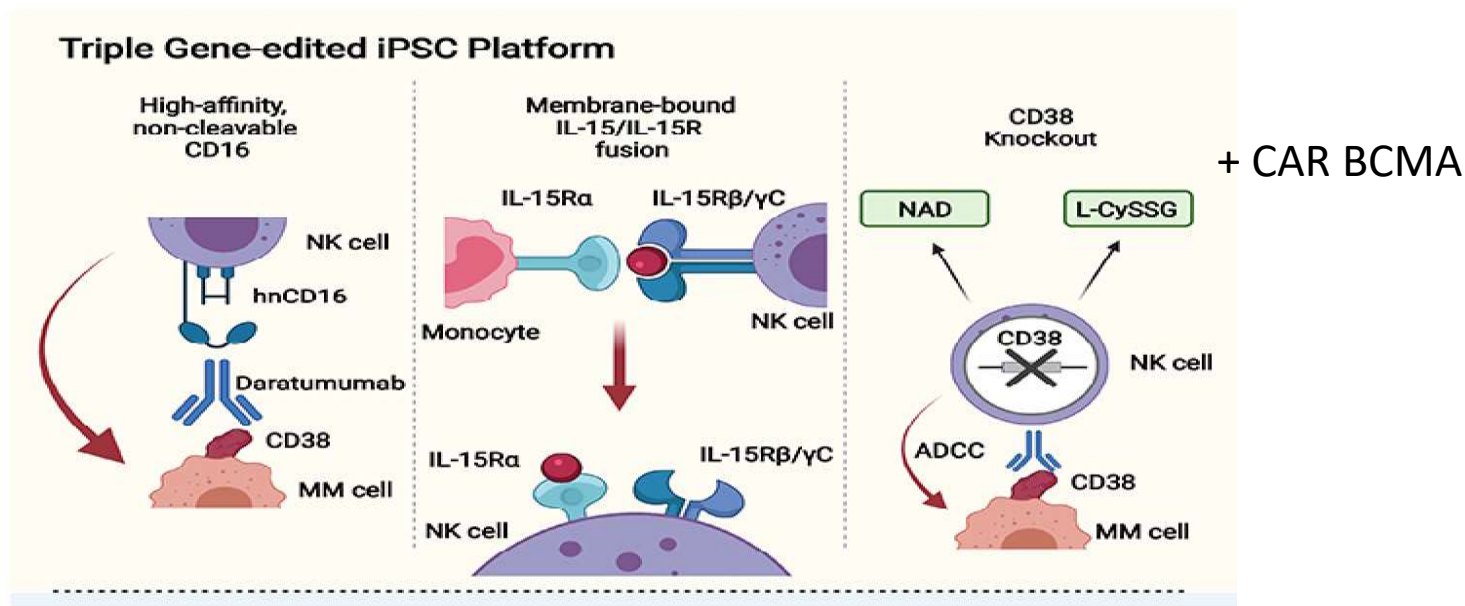 Triple Gene-edited iPSC Platform
High-affinity,
non-cleavable
CD16
NK cell
hnCD16
Daratumumab
CD38
MM cell
Membrane-bound
IL-15/IL-15R
fusion
IL-15Rα
IL-15Rβ/γC
Monocyte
NK cell
IL-15Rα
IL-15Rβ/γC
NK cell
CD38
Knockout
NAD
L-CySSG
CD38
NK cell
ADCC
CD38
MM cell
+ CAR BCMA